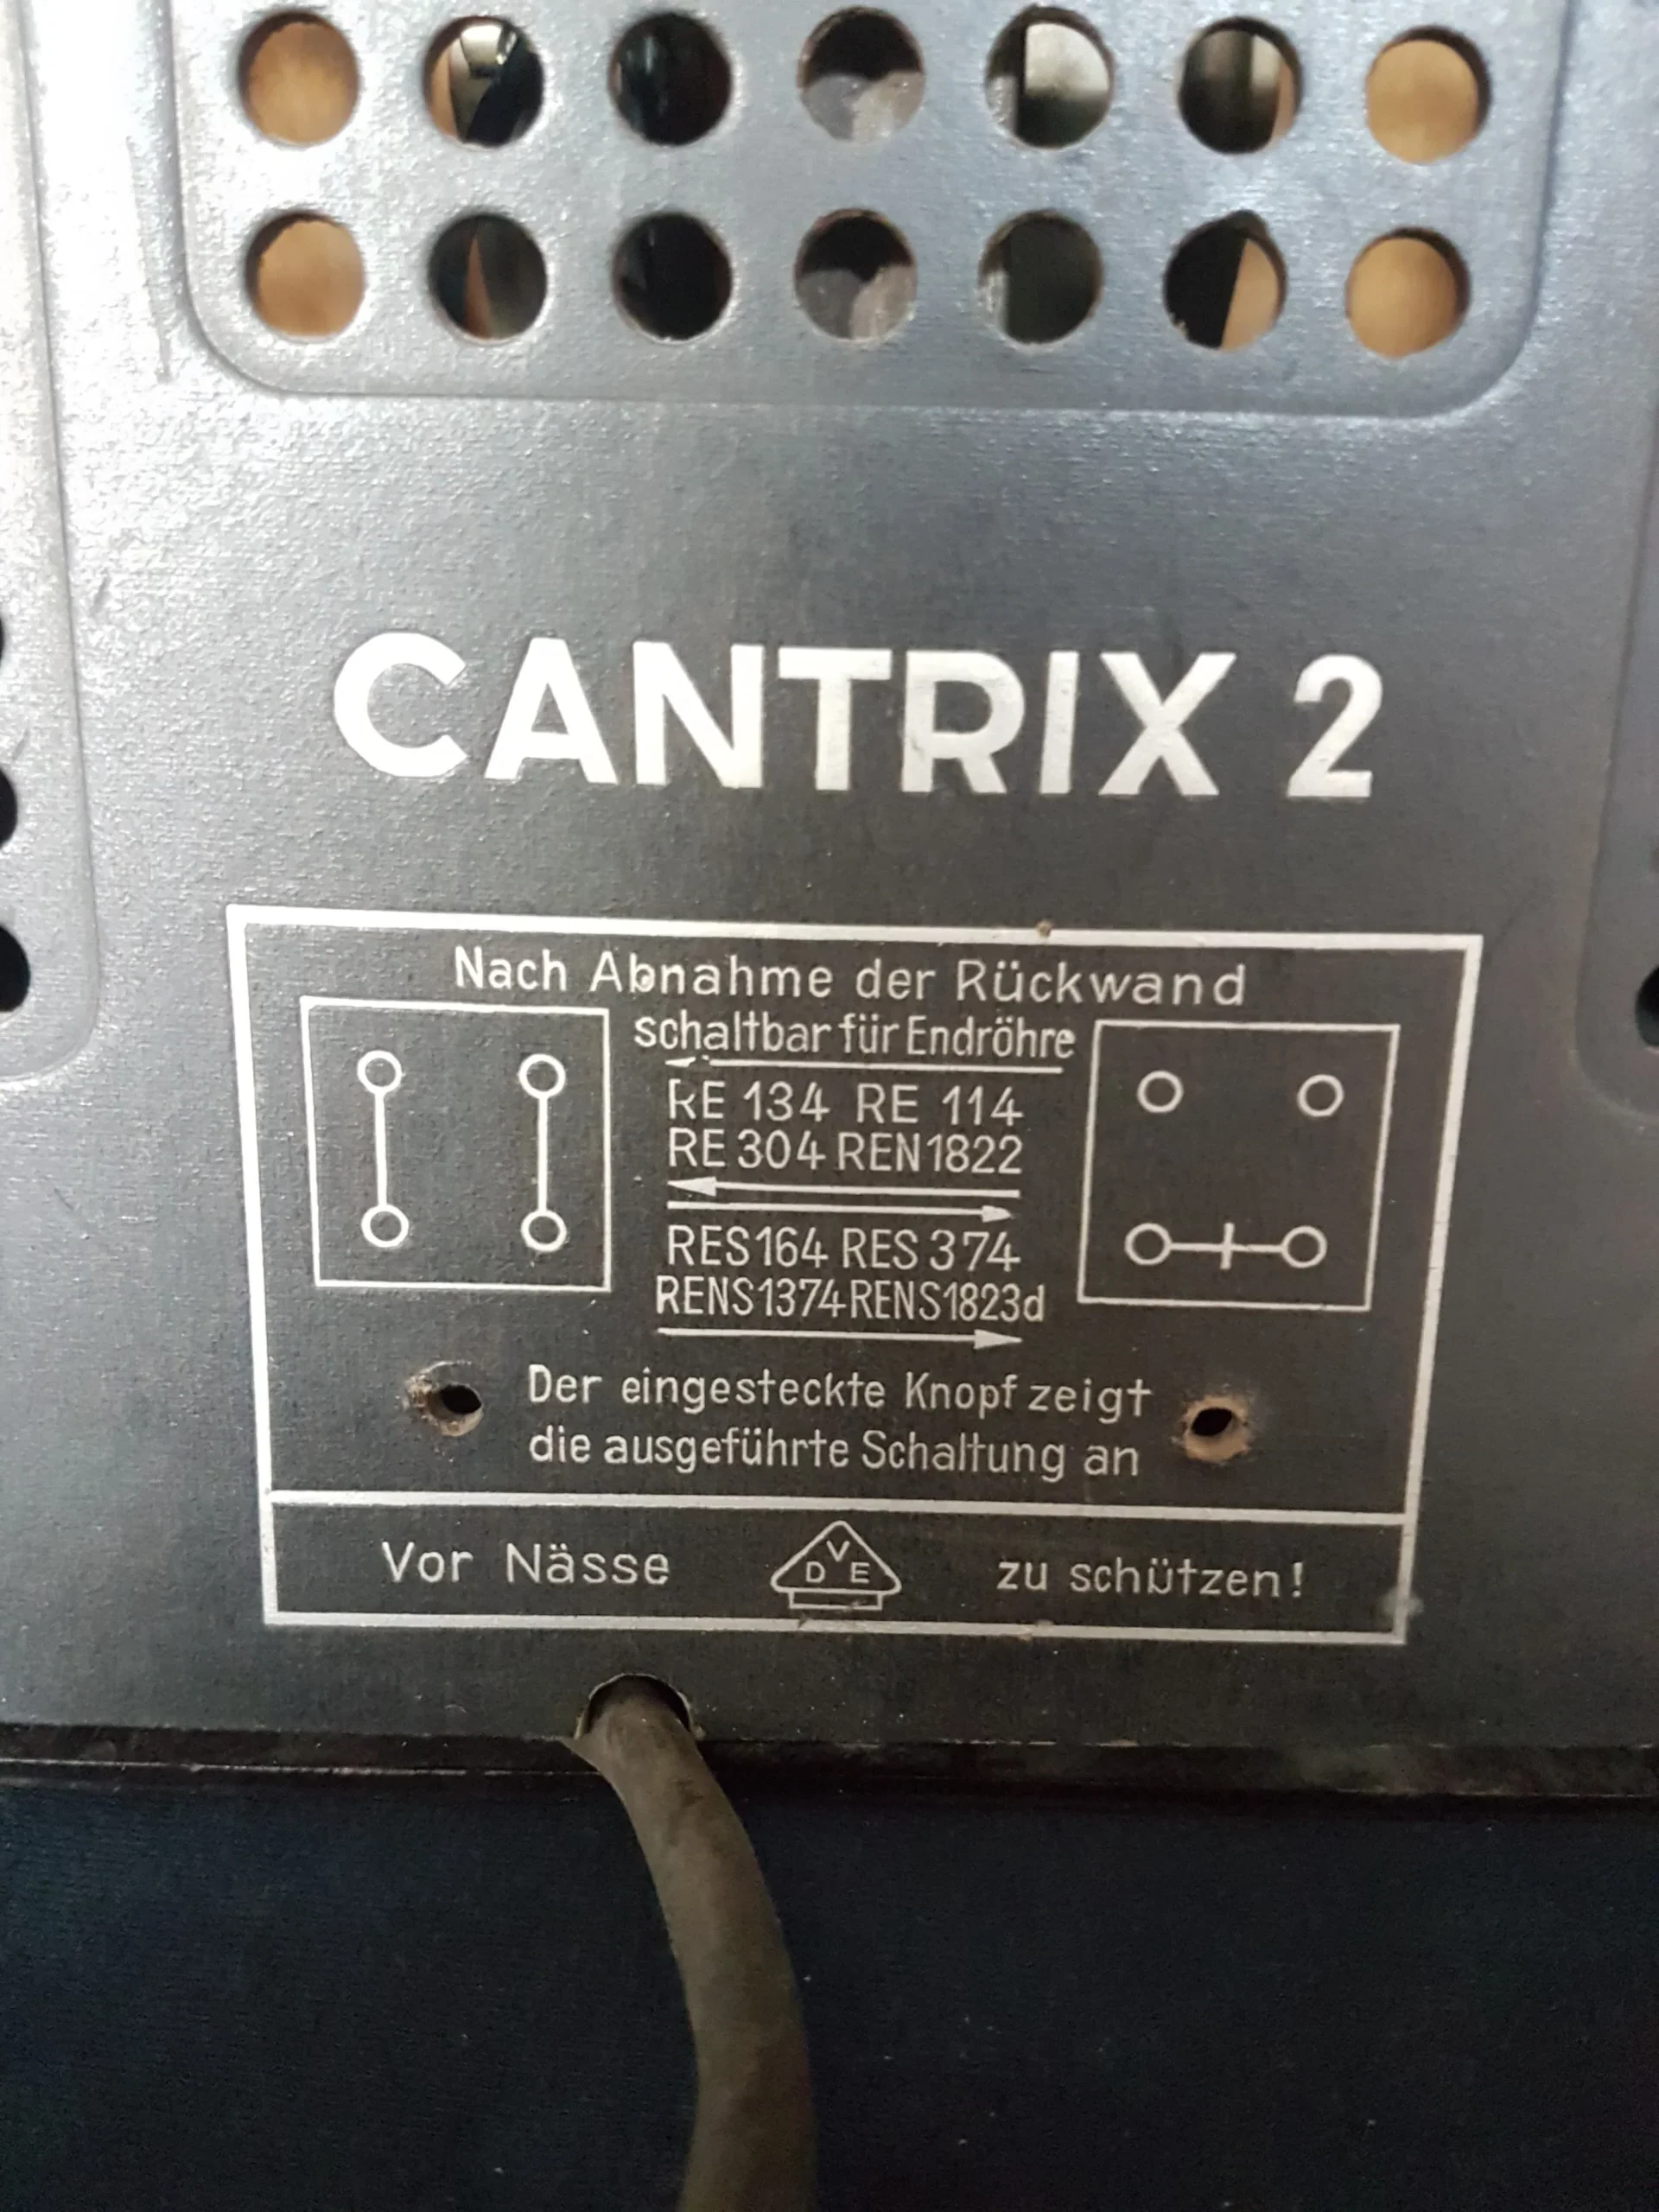 CANTRIX 2
Nach Abnahme der Rückwand
schaltbar für Endröhre
RE 134 RE 114
RE 304 REN1822
RES164 RES 374
RENS1374 RENS1823d
Der eingesteckte Knopf zeigt
die ausgeführte Schaltung an
Vor Nässe VDE zu schützen!